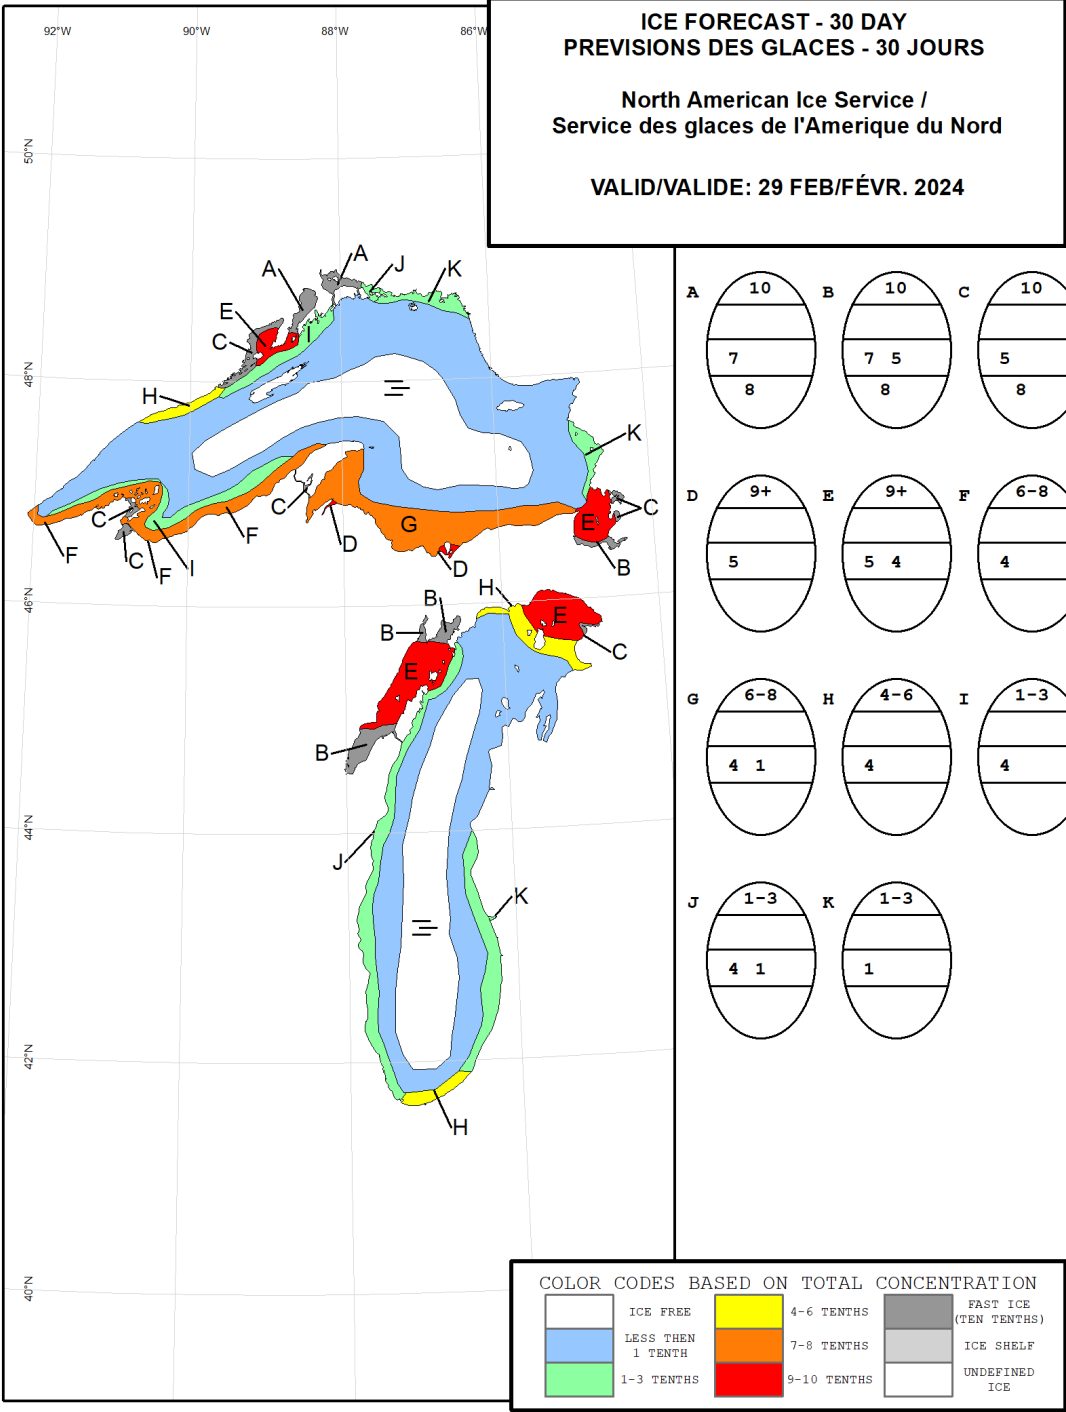 ICE FORECAST - 30 DAY
PREVISIONS DES GLACES - 30 JOURS
North American Ice Service /
Service des glaces de l'Amerique du Nord
VALID/VALIDE: 29 FEB/FÉVR. 2024
92°W 90°W 88°W 86°W
50°N
48°N
46°N
44°N
42°N
40°N
A
A
J
K
E
C
I
H
K
C
C
F
C
F
I
F
C
D
G
D
E
C
B
H
B
B
E
E
C
B
J
K
H
A 10 B 10 C 10
7 7 5 5
8 8 8
D 9+ E 9+ F 6-8
5 5 4 4
G 6-8 H 4-6 I 1-3
4 1 4 4
J 1-3 K 1-3
4 1 1
COLOR CODES BASED ON TOTAL CONCENTRATION
ICE FREE
LESS THEN
1 TENTH
1-3 TENTHS
4-6 TENTHS
7-8 TENTHS
9-10 TENTHS
FAST ICE
(TEN TENTHS)
ICE SHELF
UNDEFINED
ICE